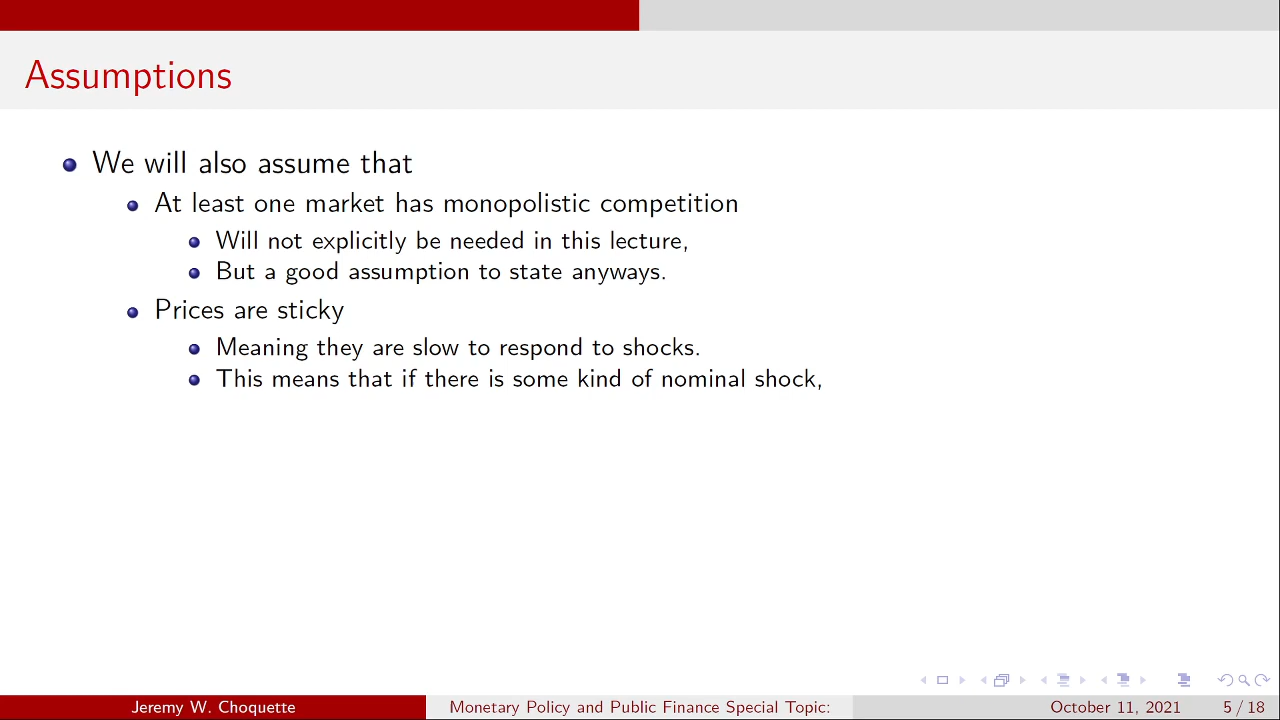 Assumptions
We will also assume that
At least one market has monopolistic competition
Will not explicitly be needed in this lecture,
But a good assumption to state anyways.
Prices are sticky
Meaning they are slow to respond to shocks.
This means that if there is some kind of nominal shock,
Jeremy W. Choquette
Monetary Policy and Public Finance Special Topic:
October 11, 2021
5 / 18